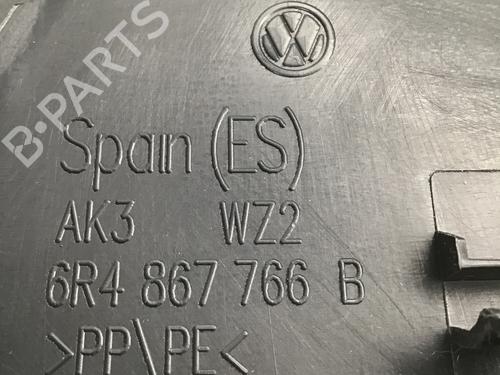 B-PARTS
Spain (ES)
AK3 WZ2
6R4 867 766 B
>PP\PE<